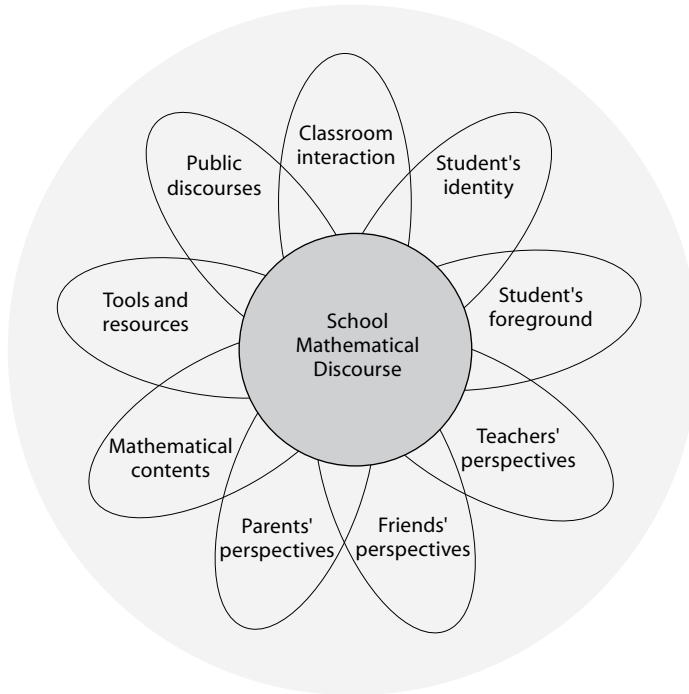 Classroom
interaction
Student's
identity
Student's
foreground
Teachers'
perspectives
Friends'
perspectives
Parents'
perspectives
Mathematical
contents
Tools and
resources
Public
discourses
School
Mathematical
Discourse